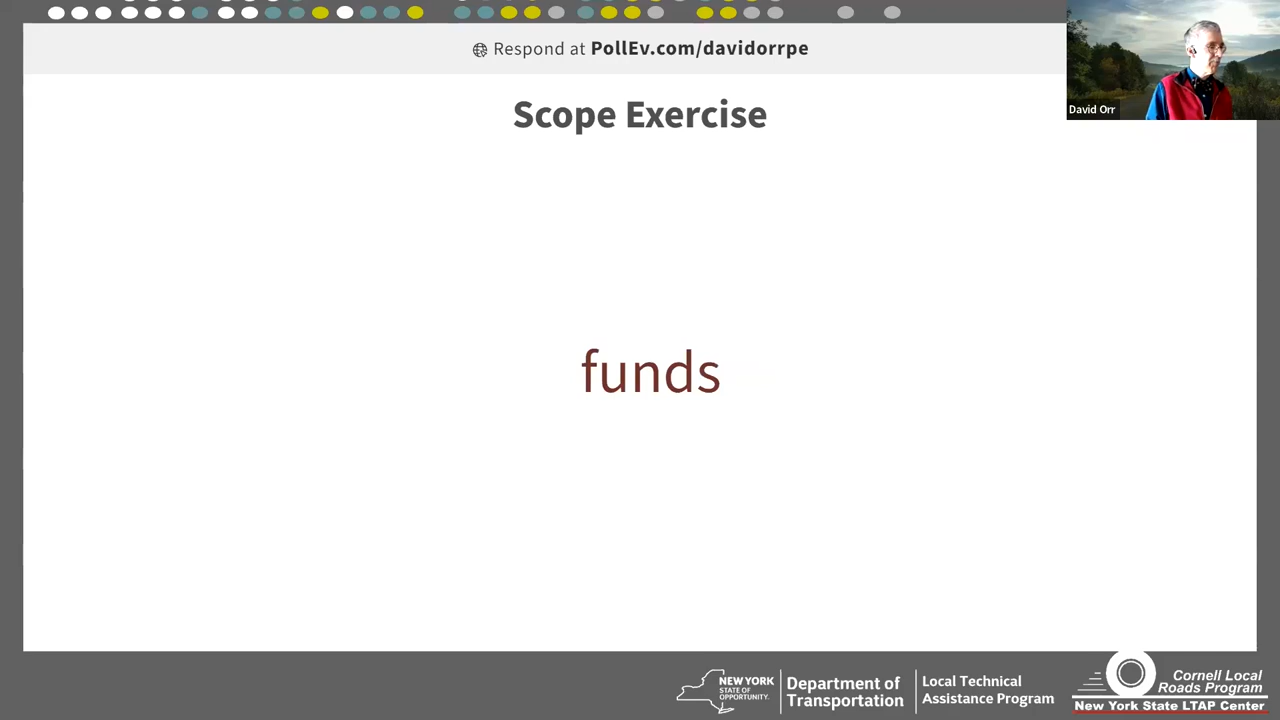 Respond at PollEv.com/davidorrpe
David Orr
Scope Exercise
funds
NEW YORK
STATE OF
OPPORTUNITY.
Department of
Transportation
Local Technical
Assistance Program
Cornell Local
Roads Program
New York State LTAP Center